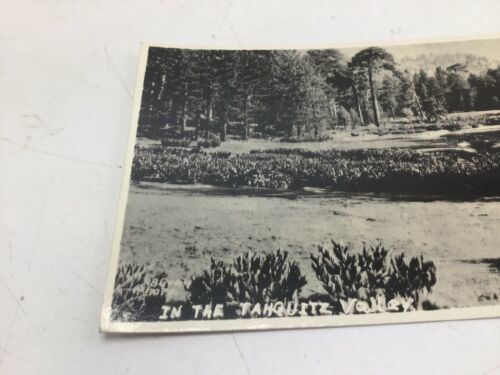 IN THE TAHQUITZ VALLEY